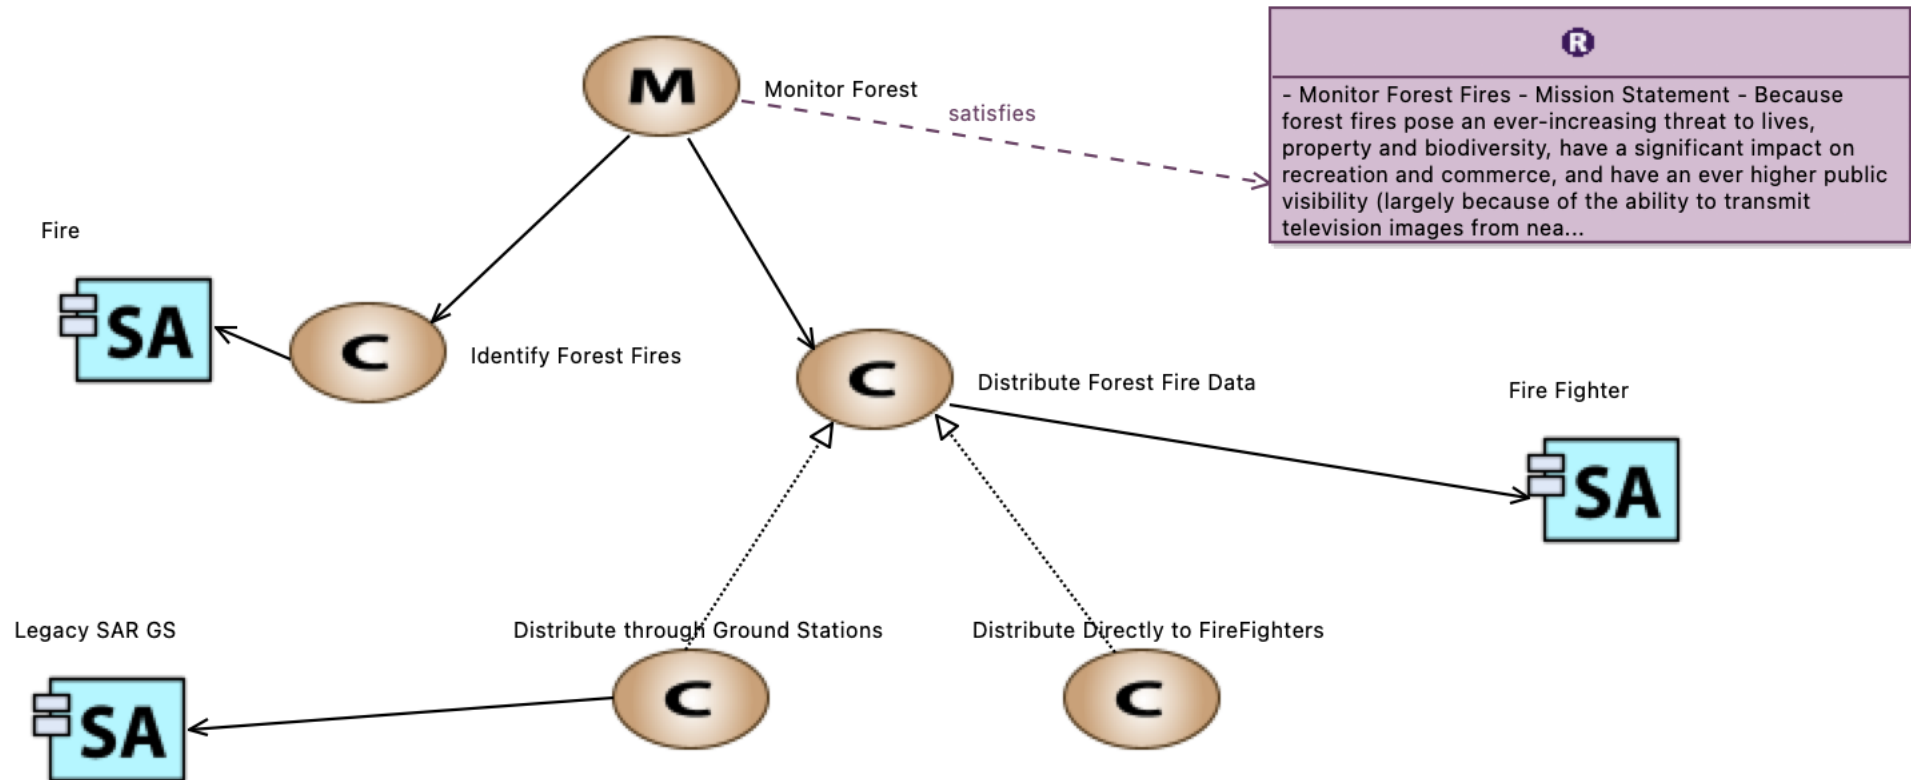 R
M
Monitor Forest
satisfies
- Monitor Forest Fires - Mission Statement - Because
forest fires pose an ever-increasing threat to lives,
property and biodiversity, have a significant impact on
recreation and commerce, and have an ever higher public
visibility (largely because of the ability to transmit
television images from nea...
Fire
SA
C
Identify Forest Fires
C
Distribute Forest Fire Data
Fire Fighter
SA
Legacy SAR GS
Distribute through Ground Stations
Distribute Directly to FireFighters
SA
C
C